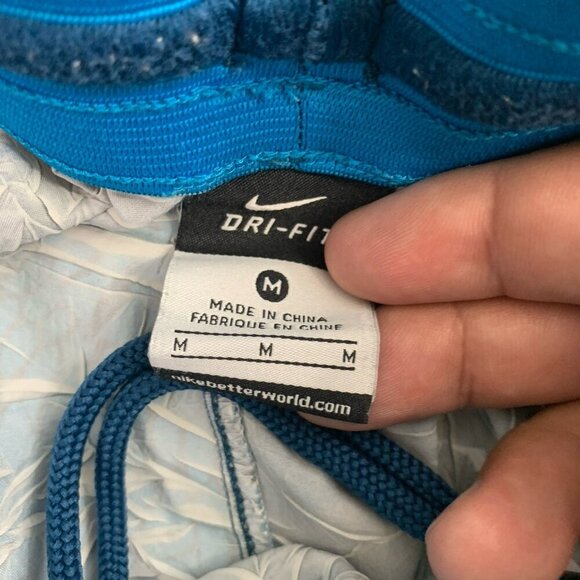 DRI-FIT
M
MADE IN CHINA
FABRIQUE EN CHINE
M M M
nikebetterworld.com